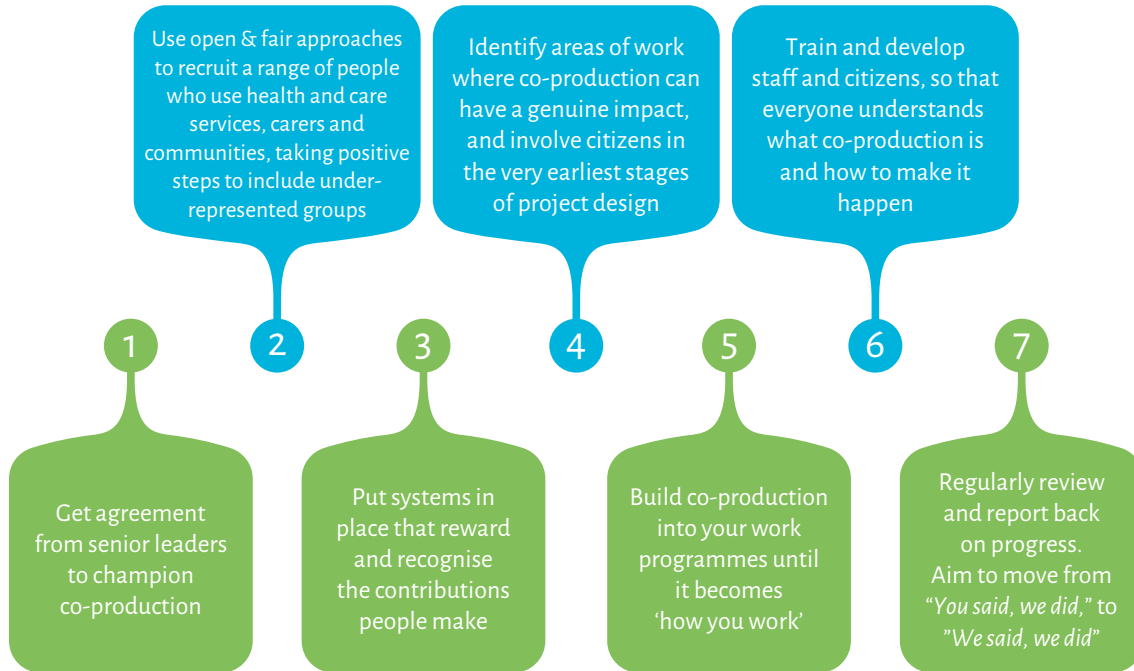 1
Get agreement
from senior leaders
to champion
co-production
2
Use open & fair approaches
to recruit a range of people
who use health and care
services, carers and
communities, taking positive
steps to include under-
represented groups
3
Put systems in
place that reward
and recognise
the contributions
people make
4
Identify areas of work
where co-production can
have a genuine impact,
and involve citizens in
the very earliest stages
of project design
5
Build co-production
into your work
programmes until
it becomes
‘how you work’
6
Train and develop
staff and citizens, so that
everyone understands
what co-production is
and how to make it
happen
7
Regularly review
and report back
on progress.
Aim to move from
“You said, we did,” to
”We said, we did”